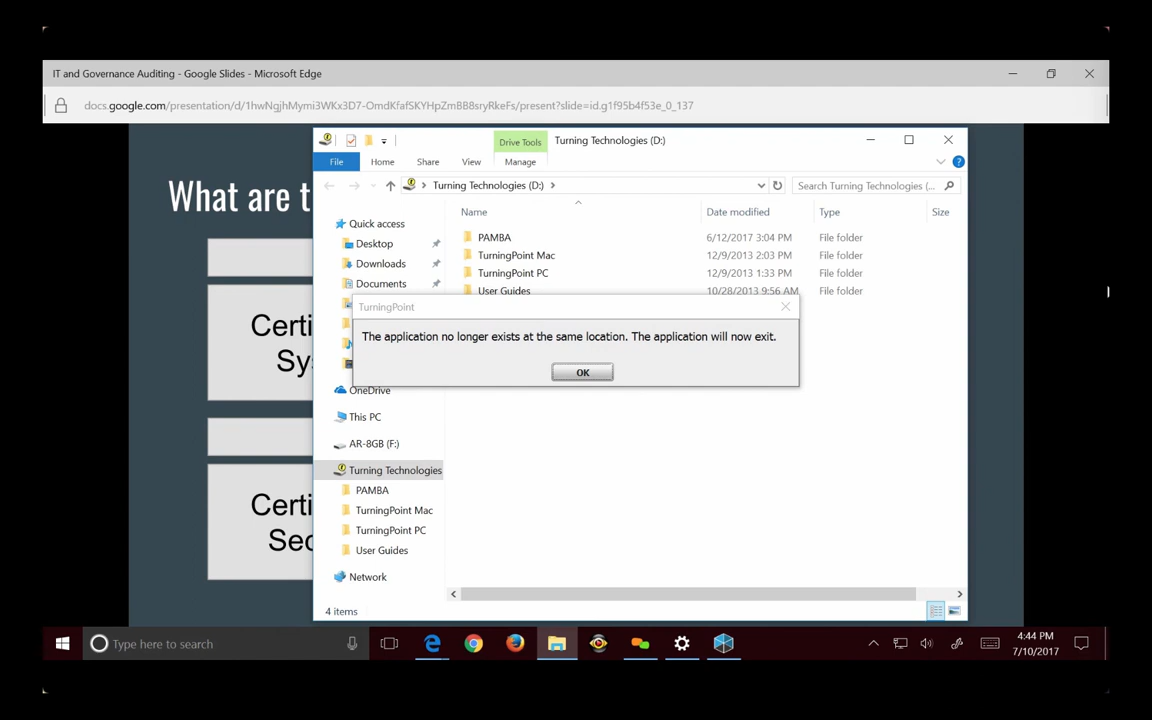 IT and Governance Auditing - Google Slides - Microsoft Edge
docs.google.com/presentation/d/1hwNgjhMymi3WKx3D7-OmdKfafSKYHpZmBB8sryRkeFs/present?slide=id.g1f95b4f53e_0_137
What are t
Certi
Sys
Certi
Sec
Drive Tools
Turning Technologies (D:)
File
Home
Share
View
Manage
Turning Technologies (D:)
Search Turning Technologies (...
Name
Date modified
Type
Size
PAMBA
6/12/2017 3:04 PM
File folder
TurningPoint Mac
12/9/2013 2:03 PM
File folder
TurningPoint PC
12/9/2013 1:33 PM
File folder
User Guides
10/28/2013 9:56 AM
File folder
Quick access
Desktop
Downloads
Documents
OneDrive
This PC
AR-8GB (F:)
Turning Technologies
PAMBA
TurningPoint Mac
TurningPoint PC
User Guides
Network
4 items
TurningPoint
The application no longer exists at the same location. The application will now exit.
OK
Type here to search
4:44 PM
7/10/2017